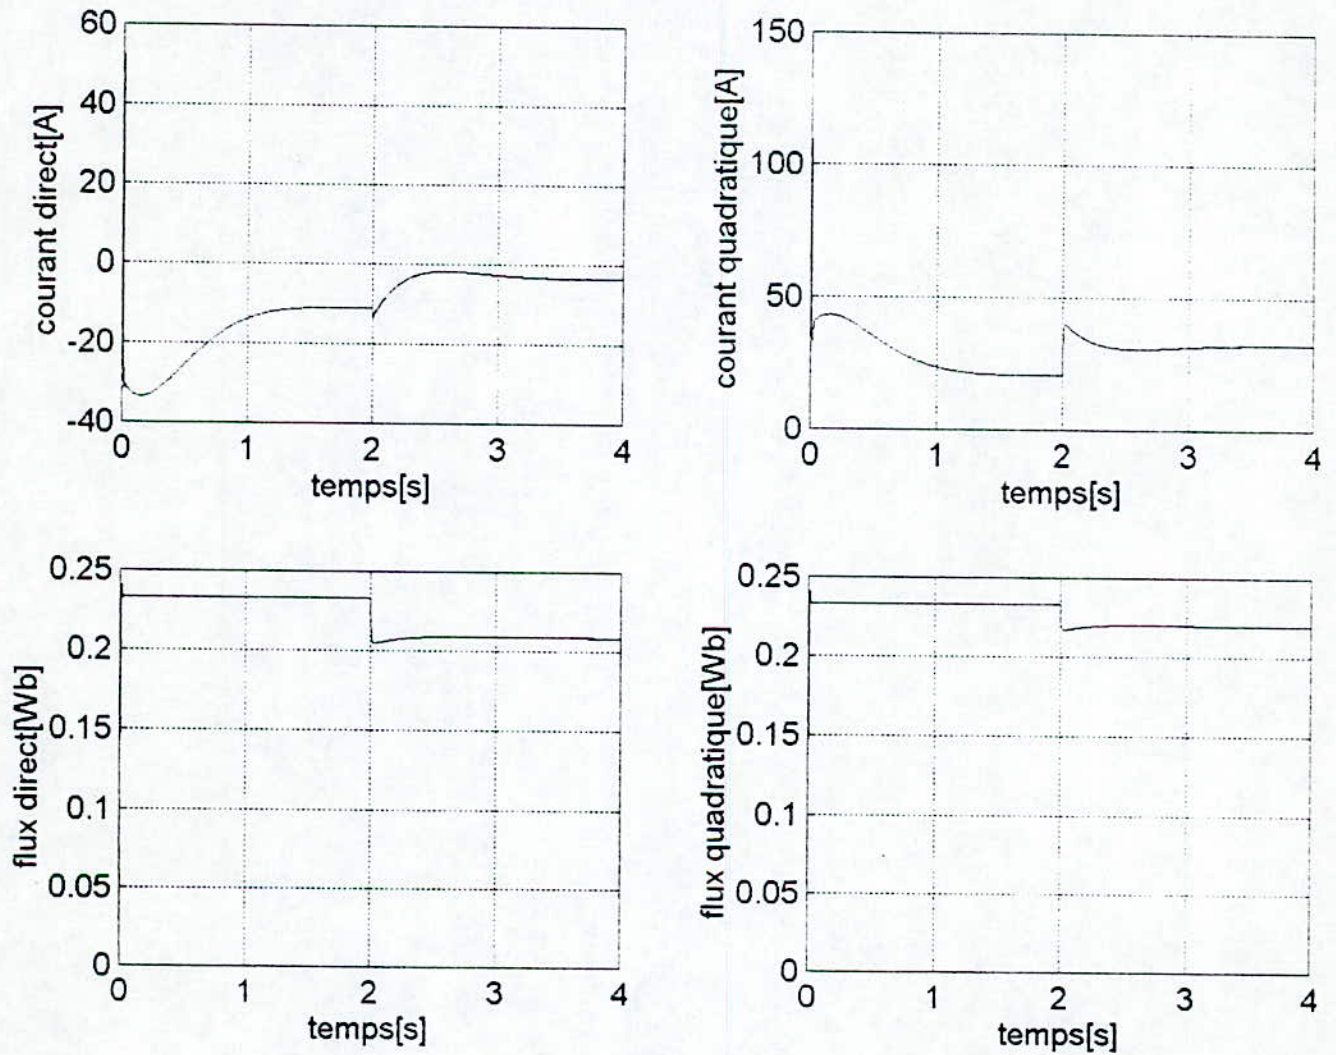 60
40
20
0
-20
-40
courant direct[A]
0 1 2 3 4
temps[s]
150
100
50
0
courant quadratique[A]
0 1 2 3 4
temps[s]
0.25
0.2
0.15
0.1
0.05
0
flux direct[Wb]
0 1 2 3 4
temps[s]
0.25
0.2
0.15
0.1
0.05
0
flux quadratique[Wb]
0 1 2 3 4
temps[s]